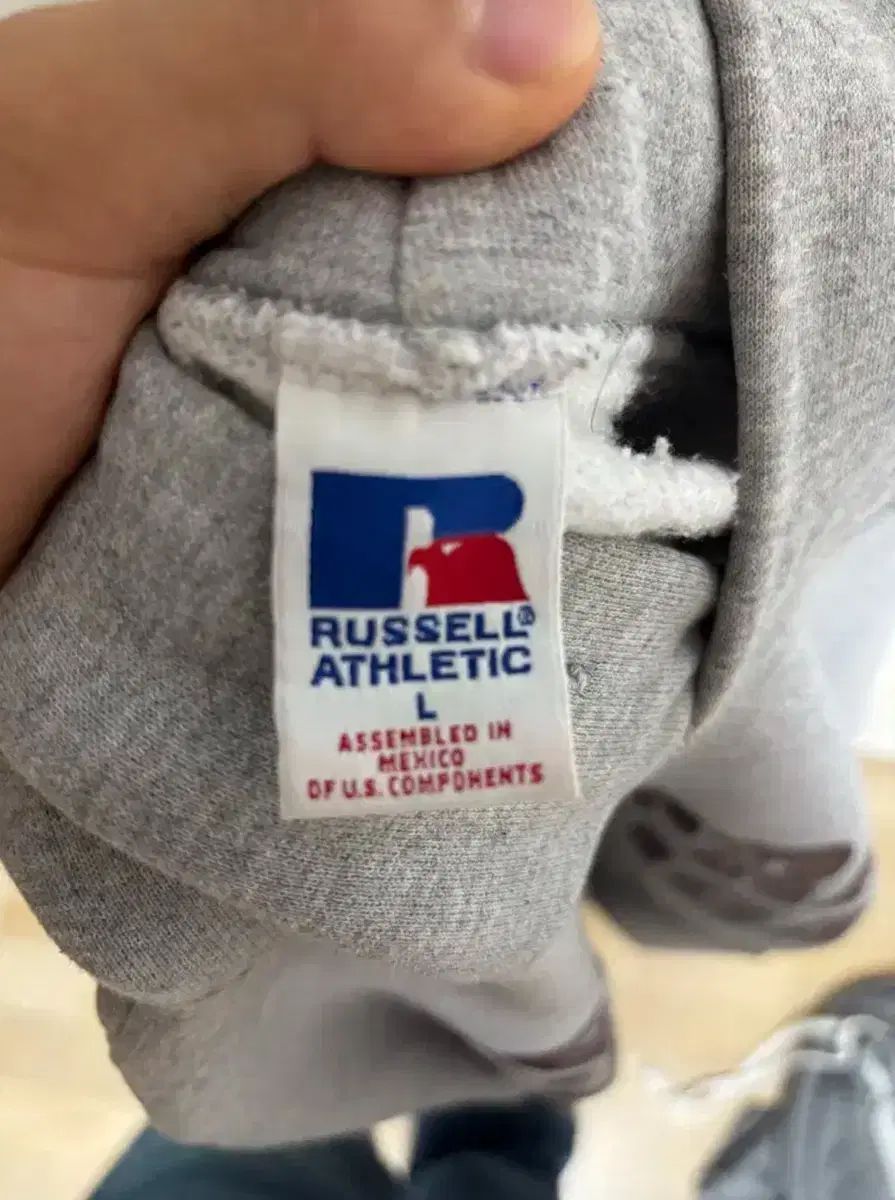 RUSSELL®
ATHLETIC
L
ASSEMBLED IN
MEXICO
OF U.S. COMPONENTS